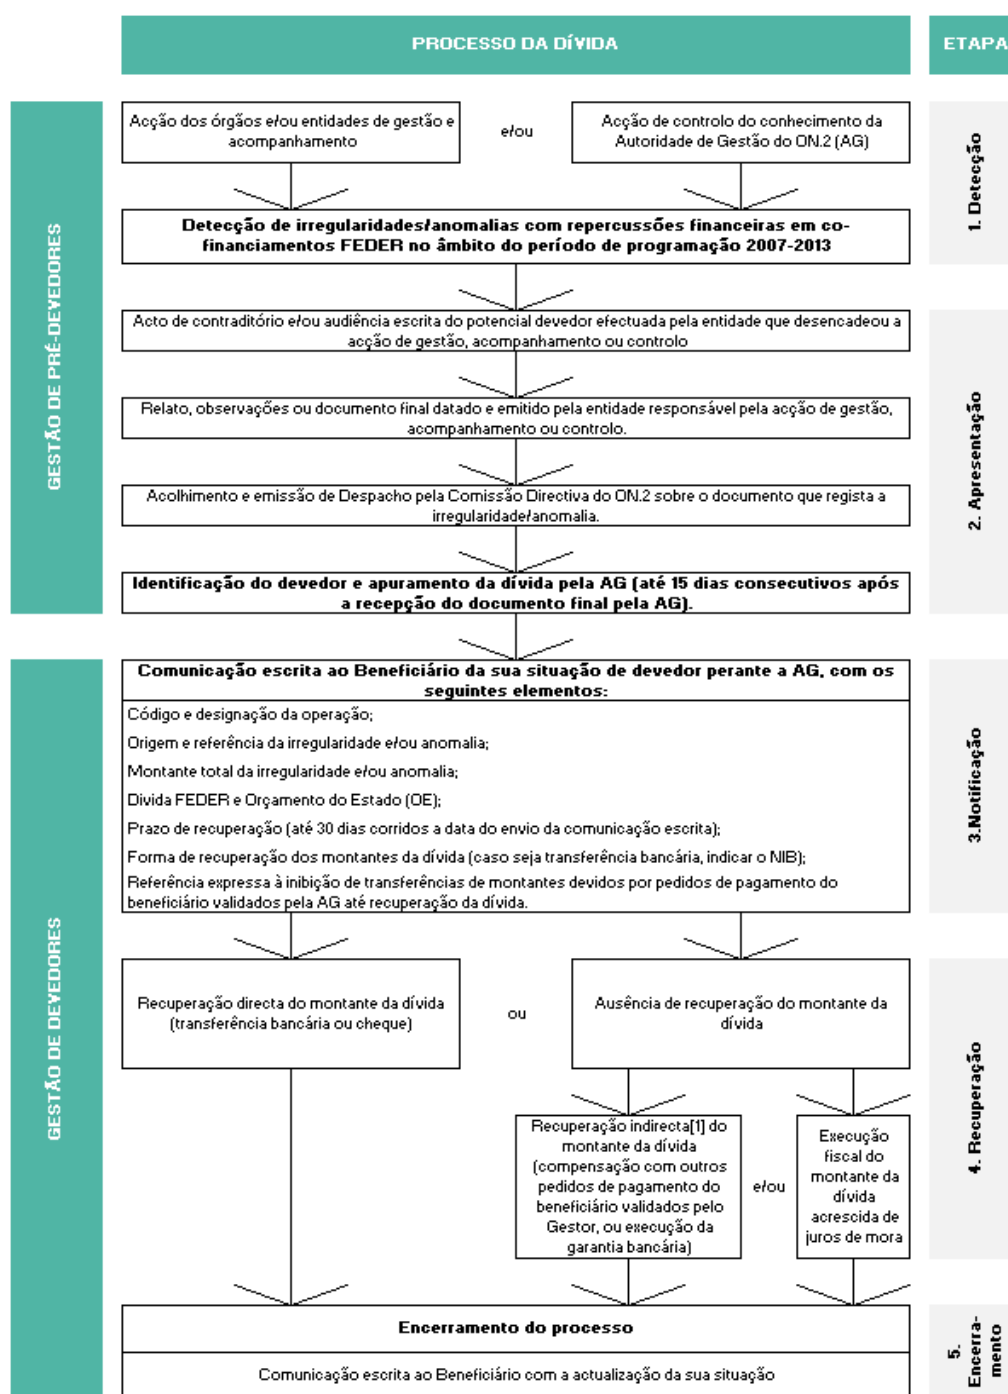 PROCESSO DA DÍVIDA
ETAPA
GESTÃO DE PRÉ-DEVEDORES
Acção dos órgãos e/ou entidades de gestão e
acompanhamento
e/ou
Acção de controlo do conhecimento da
Autoridade de Gestão do ON.2 (AG)
1. Detecção
Detecção de irregularidades/anomalias com repercussões financeiras em co-
financiamentos FEDER no âmbito do período de programação 2007-2013
Acto de contraditório e/ou audiência escrita do potencial devedor efectuada pela entidade que desencadeou a
acção de gestão, acompanhamento ou controlo
2. Apresentação
Relato, observações ou documento final datado e emitido pela entidade responsável pela acção de gestão,
acompanhamento ou controlo.
Acolhimento e emissão de Despacho pela Comissão Directiva do ON.2 sobre o documento que regista a
irregularidade/anomalia.
Identificação do devedor e apuramento da dívida pela AG (até 15 dias consecutivos após
a recepção do documento final pela AG).
GESTÃO DE DEVEDORES
Comunicação escrita ao Beneficiário da sua situação de devedor perante a AG, com os
seguintes elementos:
Código e designação da operação;
Origem e referência da irregularidade e/ou anomalia;
Montante total da irregularidade e/ou anomalia;
Divida FEDER e Orçamento do Estado (OE);
Prazo de recuperação (até 30 dias corridos a data do envio da comunicação escrita);
Forma de recuperação dos montantes da dívida (caso seja transferência bancária, indicar o NIB);
Referência expressa à inibição de transferências de montantes devidos por pedidos de pagamento do
beneficiário validados pela AG até recuperação da dívida.
3.Notificação
Recuperação directa do montante da dívida
(transferência bancária ou cheque)
ou
Ausência de recuperação do montante da
dívida
4. Recuperação
Recuperação indirecta[1] do
montante da dívida
(compensação com outros
pedidos de pagamento do
beneficiário validados pelo
Gestor, ou execução da
garantia bancária)
e/ou
Execução
fiscal do
montante da
dívida
acrescida de
juros de mora
Encerramento do processo
Comunicação escrita ao Beneficiário com a actualização da sua situação
5.
Encerra-
mento